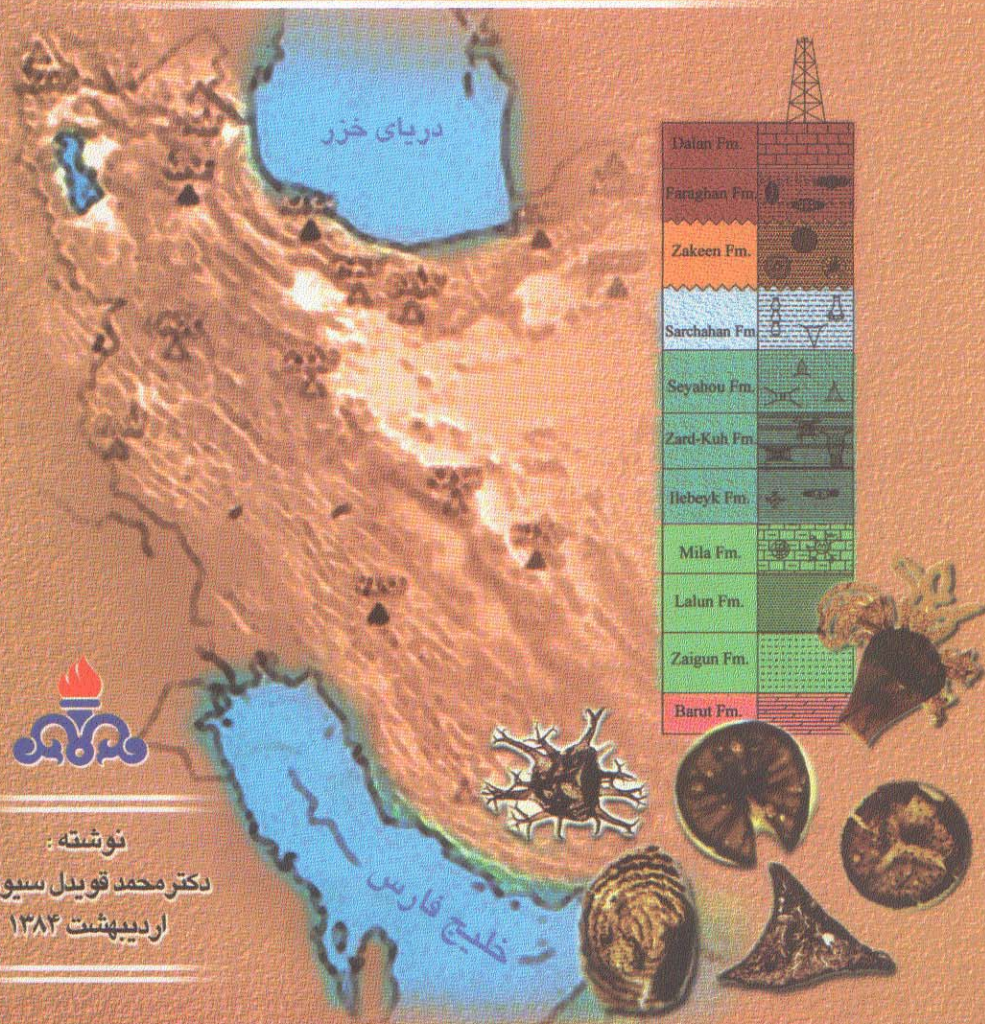 دریای خزر
Dalan Fm.
Faraghan Fm.
Zakeen Fm.
Sarchahan Fm
Seyahou Fm.
Zard-Kuh Fm.
Ilebeyk Fm.
Mila Fm.
Lalun Fm.
Zaigun Fm.
Barut Fm.
نوشته :
دکتر محمد قویدل سیو
اردیبهشت ۱۳۸۴
خلیج فارس